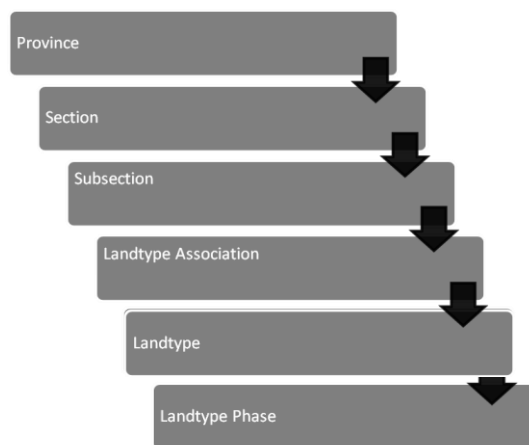 Province
Section
Subsection
Landtype Association
Landtype
Landtype Phase